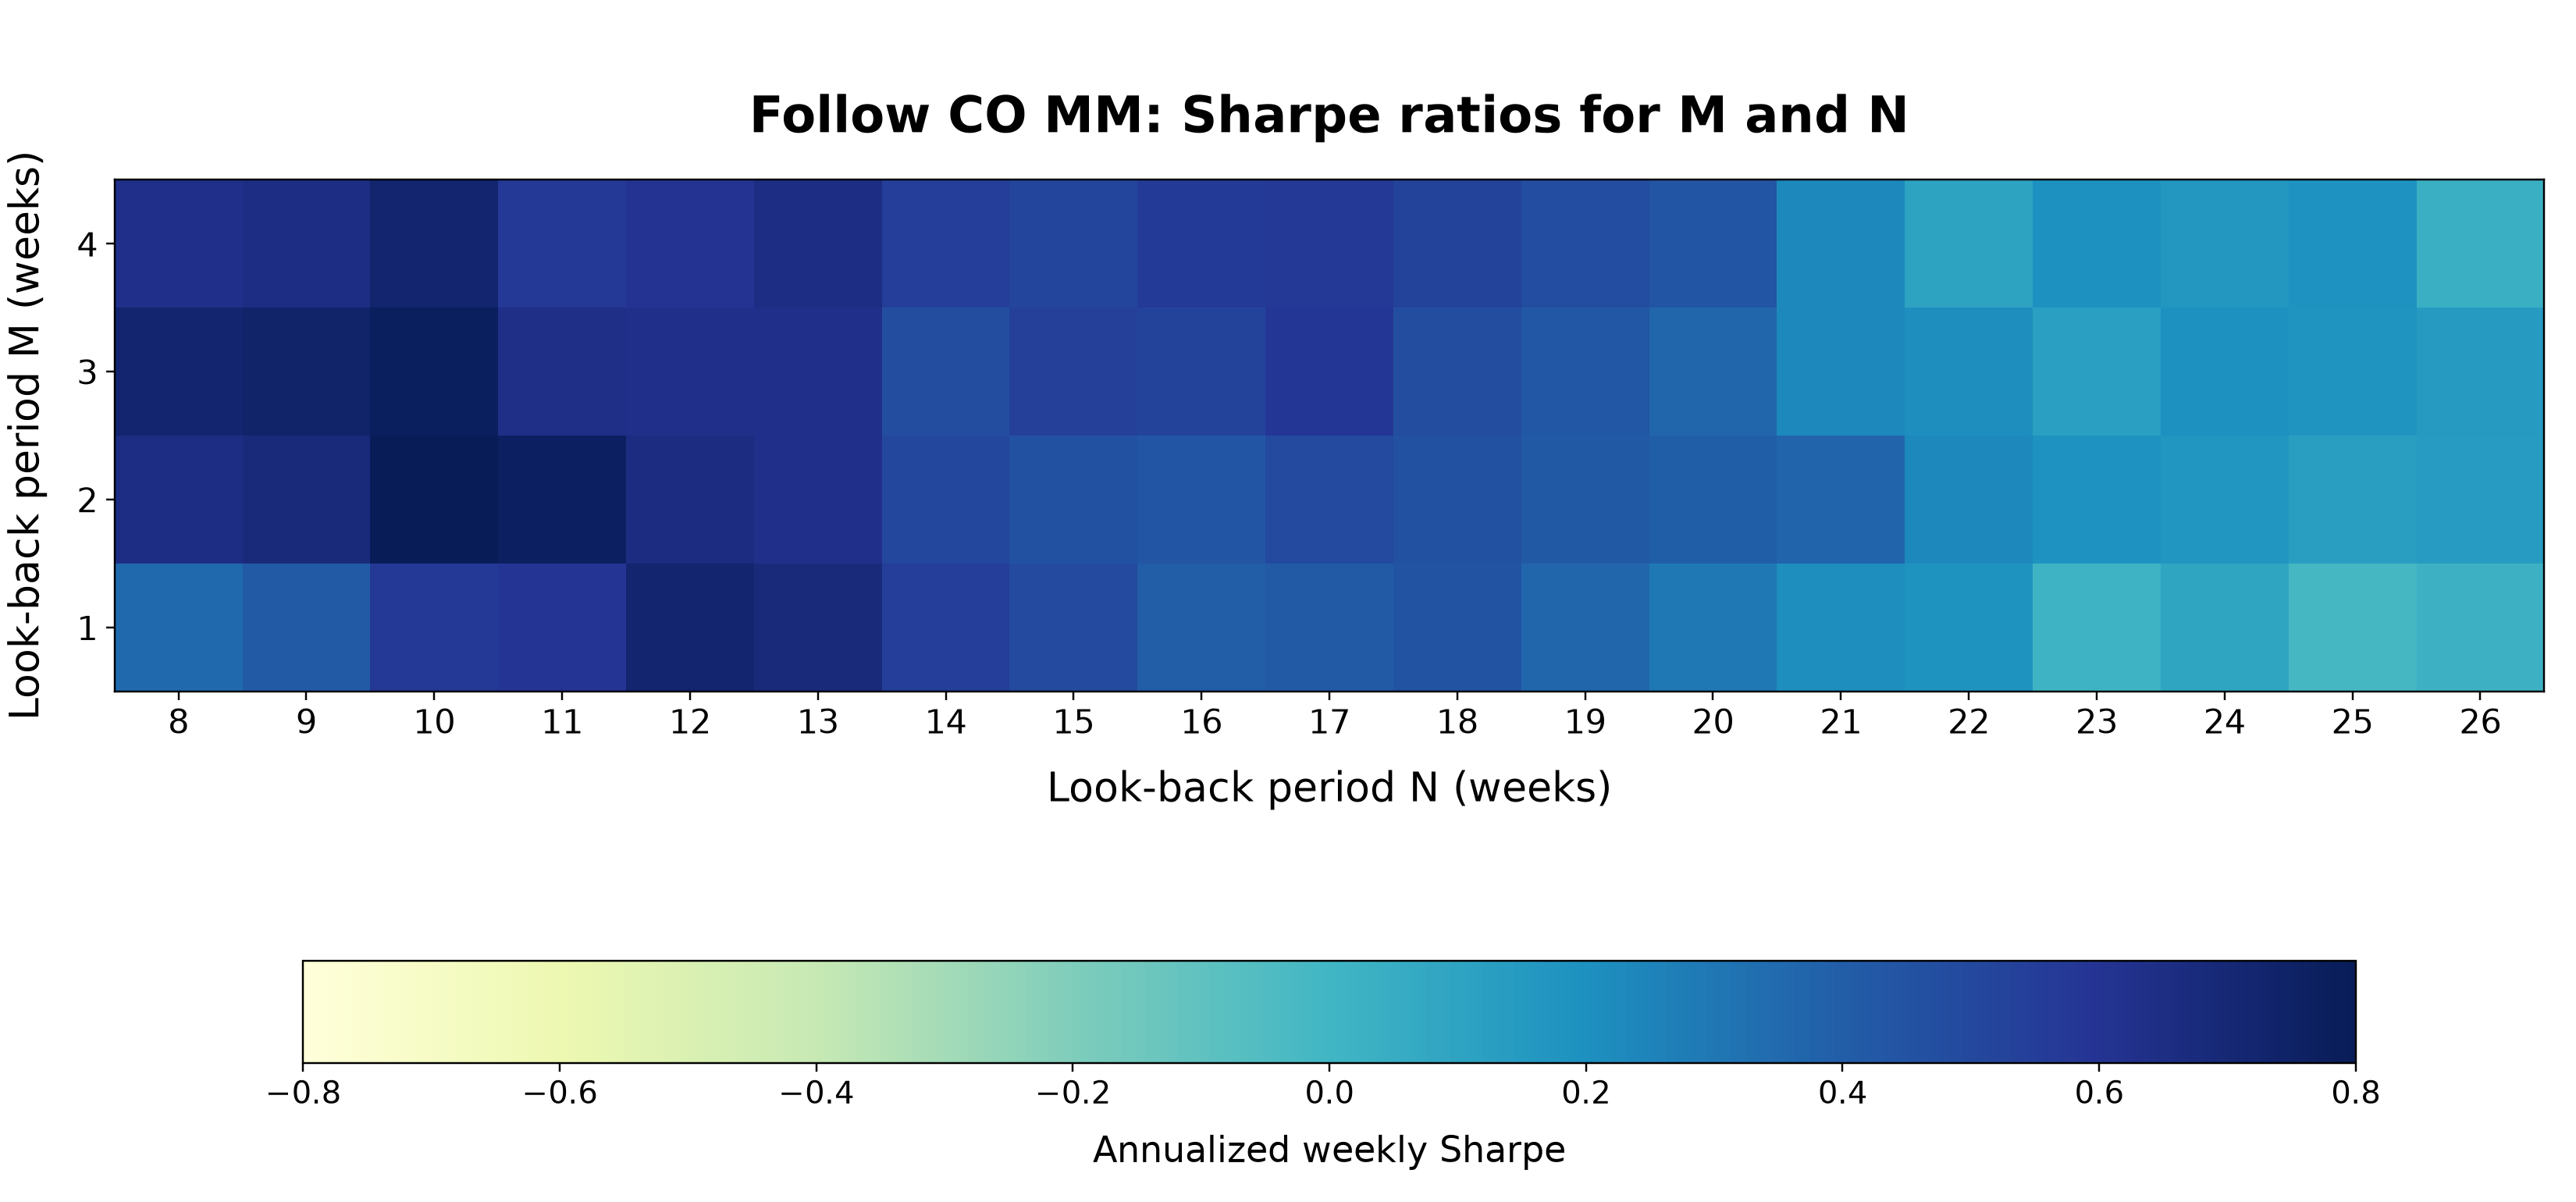 Follow CO MM: Sharpe ratios for M and N
Look-back period M (weeks)
4
3
2
1
8 9 10 11 12 13 14 15 16 17 18 19 20 21 22 23 24 25 26
Look-back period N (weeks)
−0.8 −0.6 −0.4 −0.2 0.0 0.2 0.4 0.6 0.8
Annualized weekly Sharpe